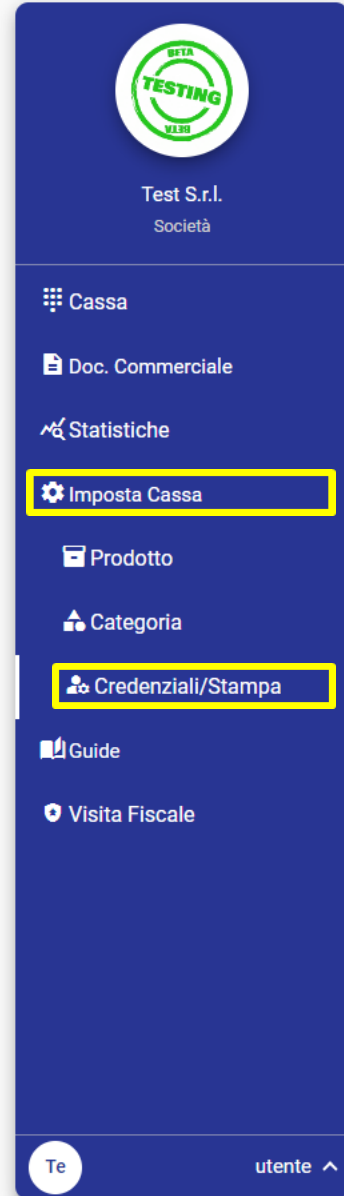 BETA
TESTING
BETA
Test S.r.l.
Società
Cassa
Doc. Commerciale
Statistiche
Imposta Cassa
Prodotto
Categoria
Credenziali/Stampa
Guide
Visita Fiscale
Te
utente